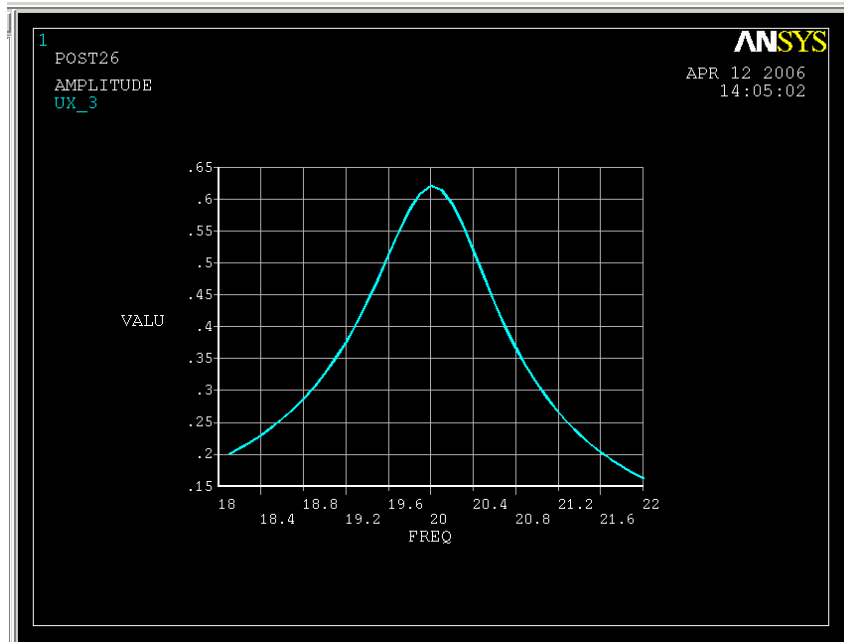 1
ANSYS
POST26
APR 12 2006
14:05:02
AMPLITUDE
UX_3
.65
.6
.55
.5
.45
.4
.35
.3
.25
.2
.15
VALU
18 18.8 19.6 20.4 21.2 22
18.4 19.2 20 20.8 21.6
FREQ